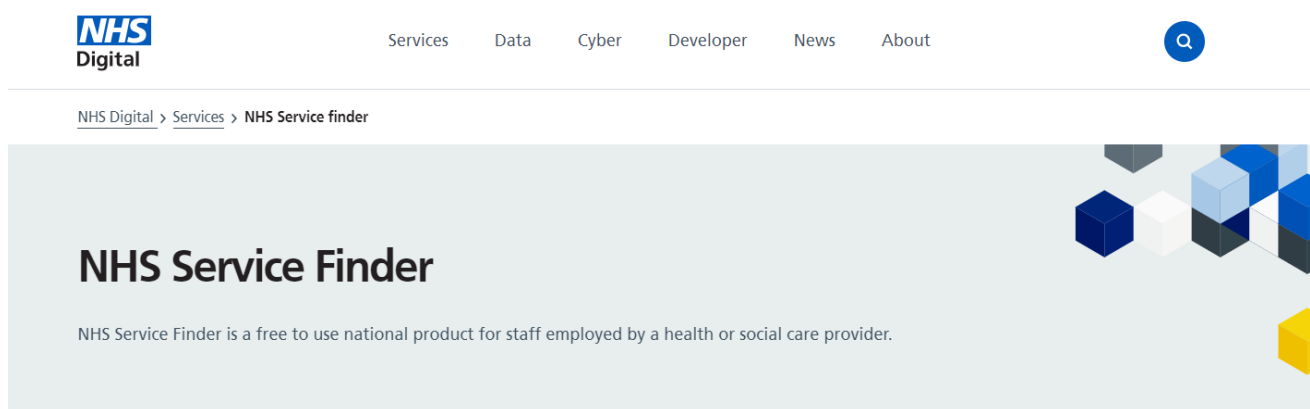 NHS
Digital
Services Data Cyber Developer News About
NHS Digital > Services > NHS Service finder
NHS Service Finder
NHS Service Finder is a free to use national product for staff employed by a health or social care provider.